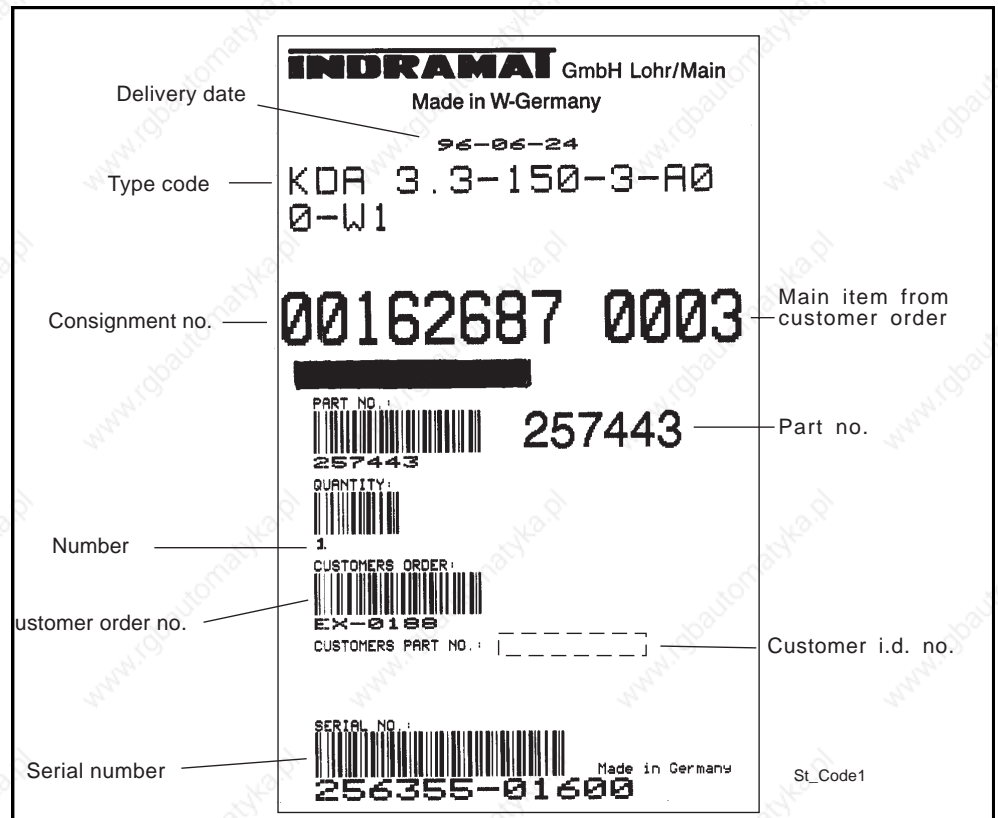 INDRAMAT GmbH Lohr/Main
Made in W-Germany
Delivery date
96-06-24
Type code
KDA 3.3-150-3-A0
0-W1
Consignment no.
00162687 0003
Main item from
customer order
PART NO.:
257443
257443
Part no.
QUANTITY:
1
Number
CUSTOMERS ORDER:
EX-0188
ustomer order no.
CUSTOMERS PART NO.:
Customer i.d. no.
SERIAL NO.:
Serial number
256355-01600
Made in Germany
St_Code1
www.rgbautomatyka.pl